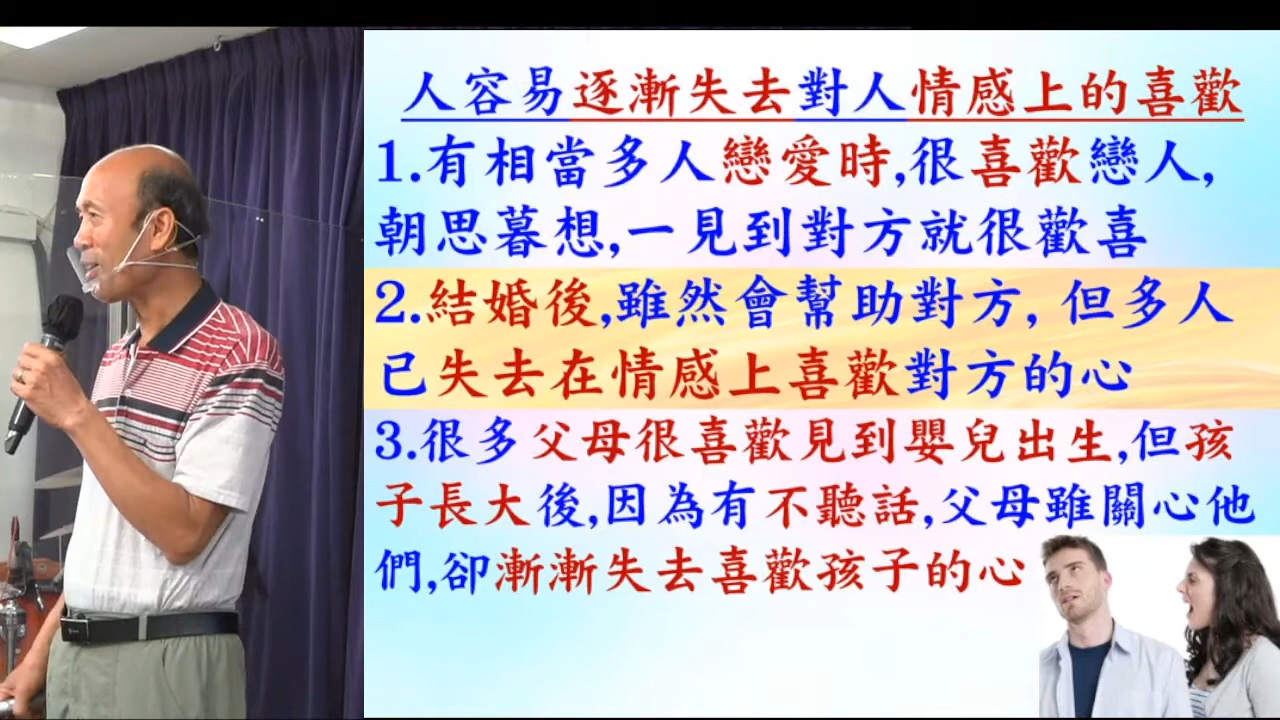 人容易逐漸失去對人情感上的喜歡
1.有相當多人戀愛時,很喜歡戀人,
朝思暮想,一見到對方就很歡喜
2.結婚後,雖然會幫助對方, 但多人
已失去在情感上喜歡對方的心
3.很多父母很喜歡見到嬰兒出生,但孩
子長大後,因為有不聽話,父母雖關心他
們,卻漸漸失去喜歡孩子的心